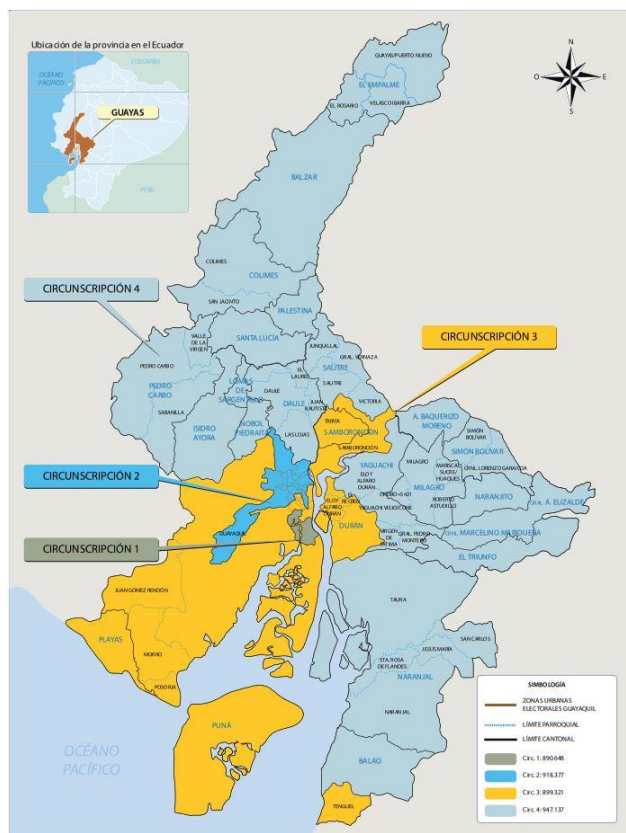 Ubicación de la provincia en el Ecuador
OCÉANO
PACÍFICO
COLOMBIA
GUAYAS
PERÚ
N
O
E
S
GUAYAS/PUERTO NUEVO
EL EMPALME
EL ROSARIO
VELASCO IBARRA
BALZAR
COLIMES
COLIMES
SAN JACINTO
PALESTINA
CIRCUNSCRIPCIÓN 4
CIRCUNSCRIPCIÓN 3
VALLE
DE LA
VIRGEN
SANTA LUCÍA
JUNQUILLAL
GRAL. VERNAZA
SALITRE
SALITRE
PEDRO CARBO
PEDRO
CARBO
SABANILLA
LOMAS
DE
SARGENTILLO
EL
LAUREL
DAULE
DAULE
JUAN
BAUTISTA
VICTORIA
ISIDRO
AYORA
NOBOL
PIEDRAITA
LAS LOJAS
TARIFA
SAMBORONDÓN
SAMBORONDÓN
A. BAQUERIZO
MORENO
SIMÓN
BOLÍVAR
SIMÓN BOLÍVAR
YAGUACHI
ELOY
ALFARO
DURÁN
MILAGRO
MARISCAL
SUCRE/
HUAQUES
MILAGRO
ROBERTO
ASTUDILLO
NARANJITO
GRAL. A. ELIZALDE
YAGUACHI VIEJO/CONE
CIRCUNSCRIPCIÓN 2
GUAYAQUIL
ELOY
ALFARO
DURÁN
EL
RECREO
DURÁN
VIRGEN
DE
FÁTIMA
GRAL. PEDRO
MONTERO
CRNL. MARCELINO MARIDUEÑA
EL TRIUNFO
CIRCUNSCRIPCIÓN 1
JUAN GÓMEZ RENDÓN
TAURA
PLAYAS
MORRO
POSORJA
SAN CARLOS
JESÚS MARÍA
STA. ROSA
DE FLANDES
NARANJAL
NARANJAL
PUNÁ
BALAO
TENGUEL
OCÉANO
PACÍFICO
SIMBOLOGÍA
ZONAS URBANAS
ELECTORALES GUAYAQUIL
LÍMITE PARROQUIAL
LÍMITE CANTONAL
Circ. 1: 890.648
Circ. 2: 918.377
Circ. 3: 899.321
Circ. 4: 947.137